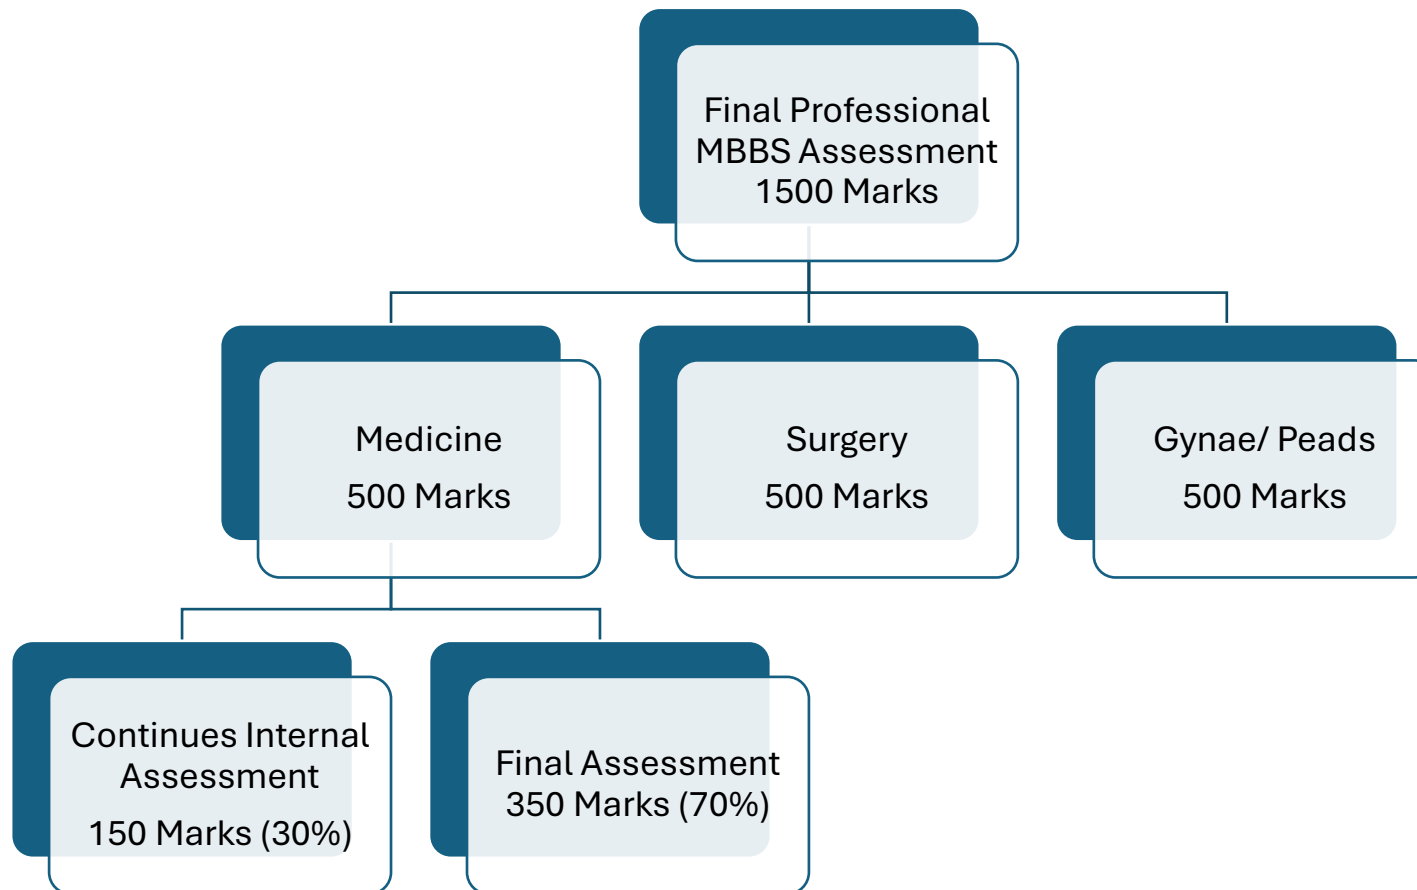 Final Professional
MBBS Assessment
1500 Marks
Medicine
500 Marks
Surgery
500 Marks
Gynae/ Peads
500 Marks
Continues Internal
Assessment
150 Marks (30%)
Final Assessment
350 Marks (70%)